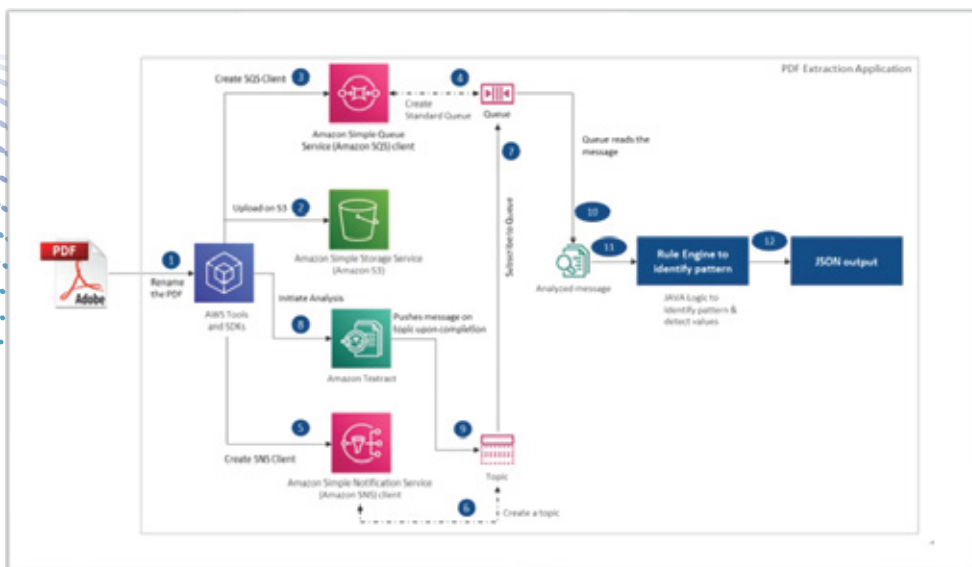 PDF Extraction Application
Create SQS Client
3
4
Create
Standard Queue
Queue
Amazon Simple Queue
Service (Amazon SQS) client
7
Queue reads the
message
Upload on S3
2
Subscribe to Queue
10
PDF
Adobe
1
Rename
the PDF
Amazon Simple Storage Service
(Amazon S3)
11
Analyzed message
Rule Engine to
identify pattern
12
JSON output
JAVA Logic to
identify pattern &
detect values
AWS Tools
and SDKs
Initiate Analysis
8
Pushes message on
topic upon completion
Amazon Textract
5
Create SNS Client
9
Topic
Amazon Simple Notification Service
(Amazon SNS) client
6
Create a topic